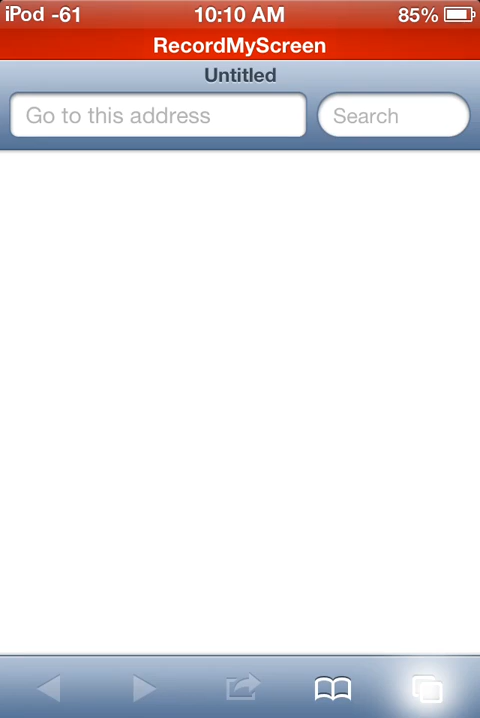 iPod -61 10:10 AM 85%
RecordMyScreen
Untitled
Go to this address Search